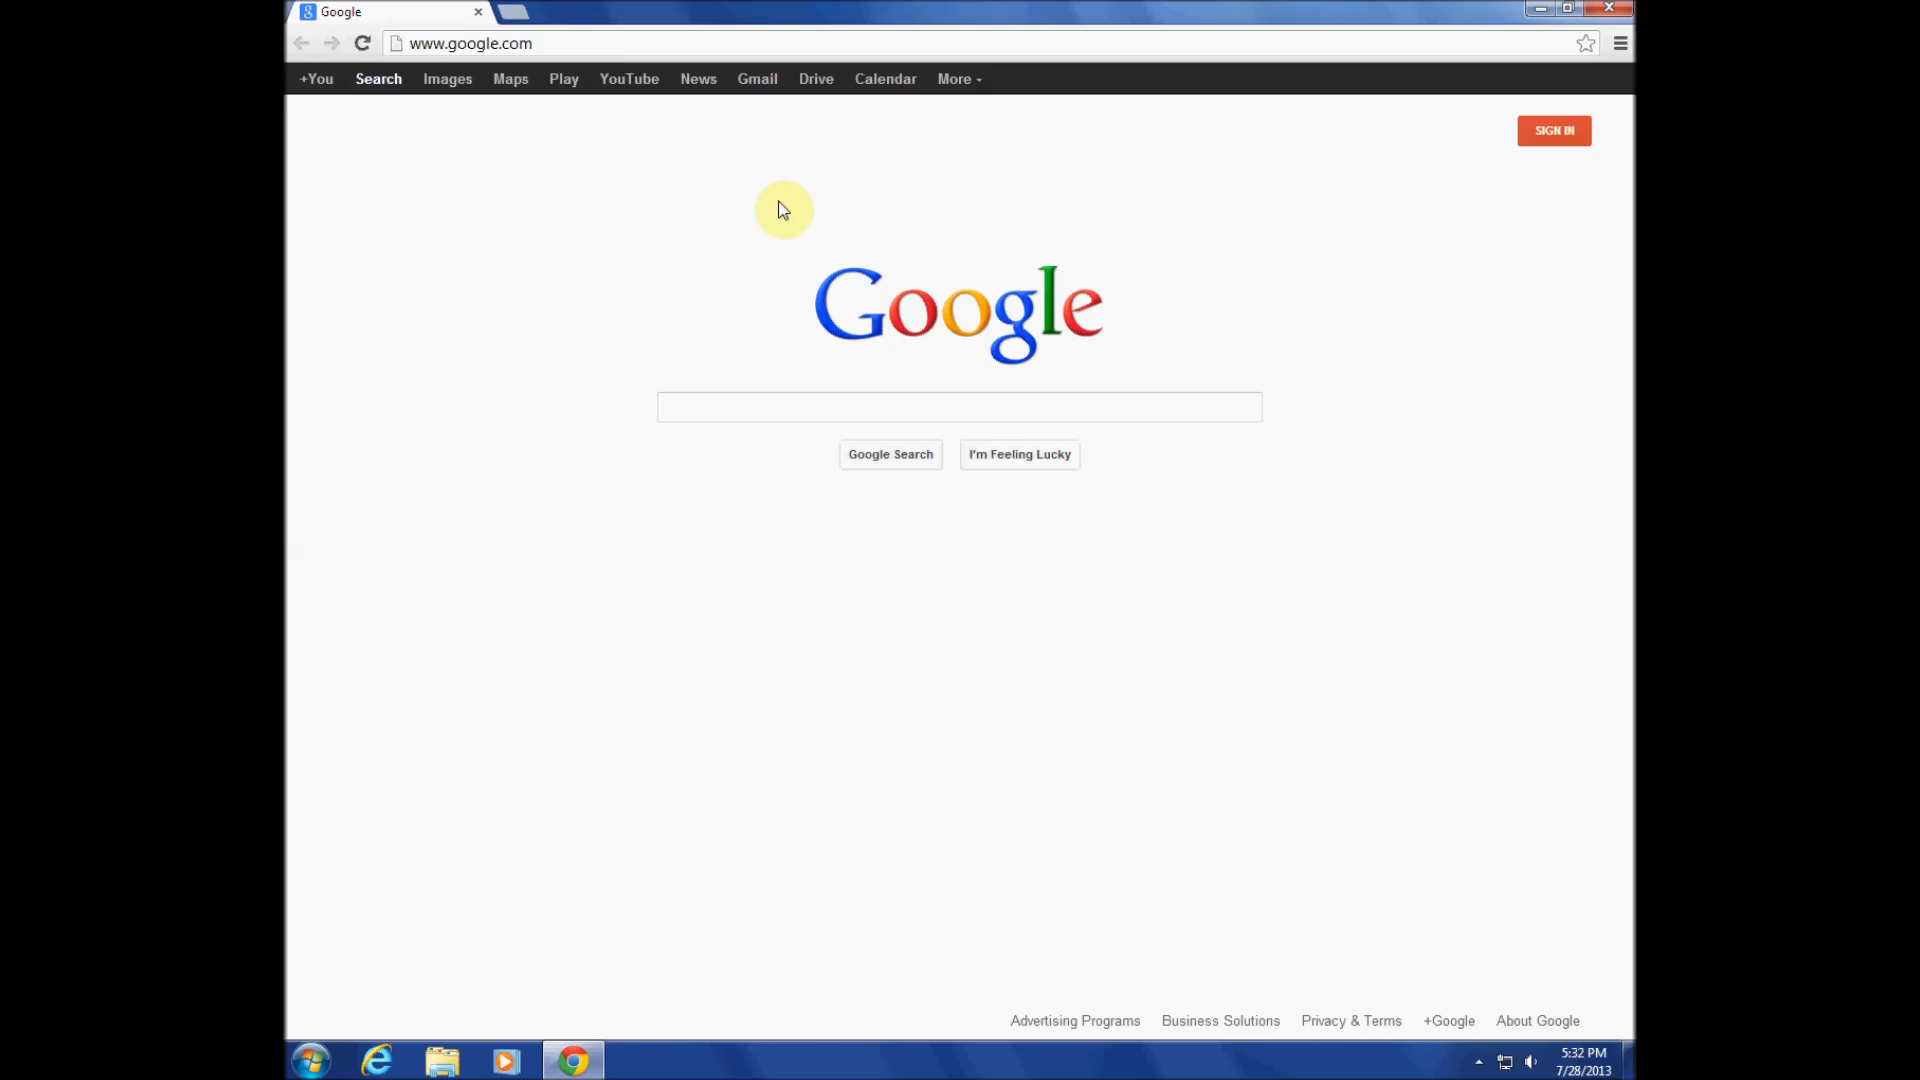 Google
www.google.com
+You Search Images Maps Play YouTube News Gmail Drive Calendar More
SIGN IN
Google
Google Search I'm Feeling Lucky
Advertising Programs Business Solutions Privacy & Terms +Google About Google
5:32 PM
7/28/2013